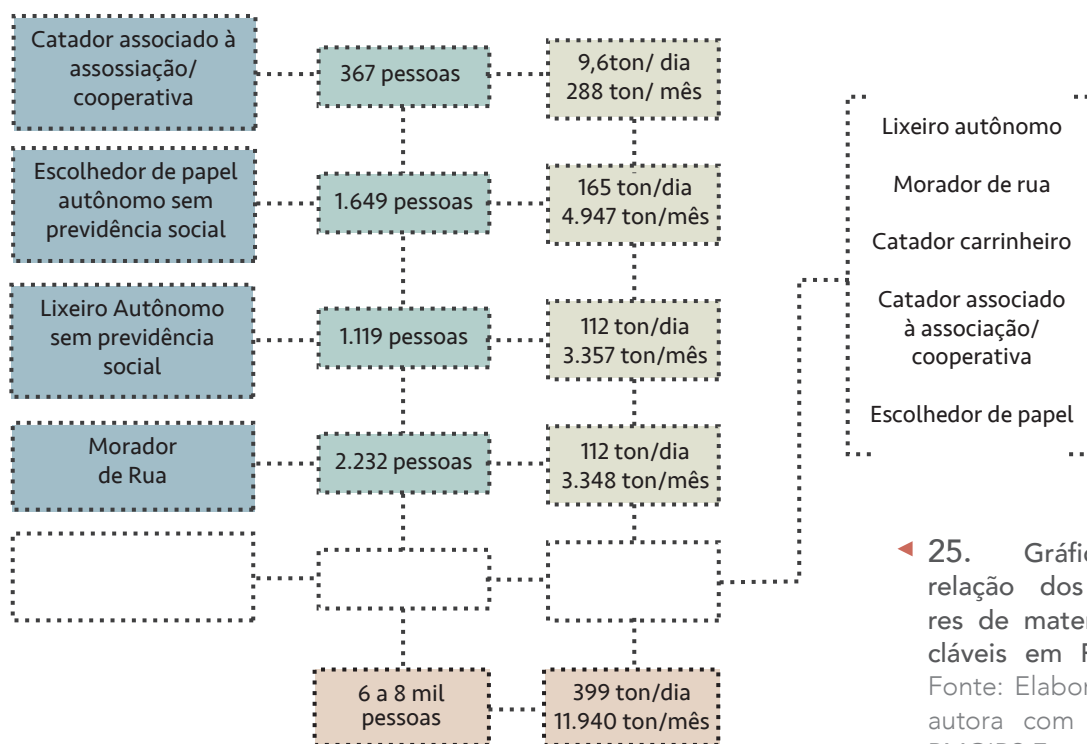 Catador associado à
assossiação/
cooperativa
367 pessoas
9,6ton/ dia
288 ton/ mês
Escolhedor de papel
autônomo sem
previdência social
1.649 pessoas
165 ton/dia
4.947 ton/mês
Lixeiro Autônomo
sem previdência
social
1.119 pessoas
112 ton/dia
3.357 ton/mês
Morador
de Rua
2.232 pessoas
112 ton/dia
3.348 ton/mês
6 a 8 mil
pessoas
399 ton/dia
11.940 ton/mês
Lixeiro autônomo
Morador de rua
Catador carrinheiro
Catador associado
à associação/
cooperativa
Escolhedor de papel
25. Gráfic
relação dos
res de mater
cláveis em F
Fonte: Elabor
autora com